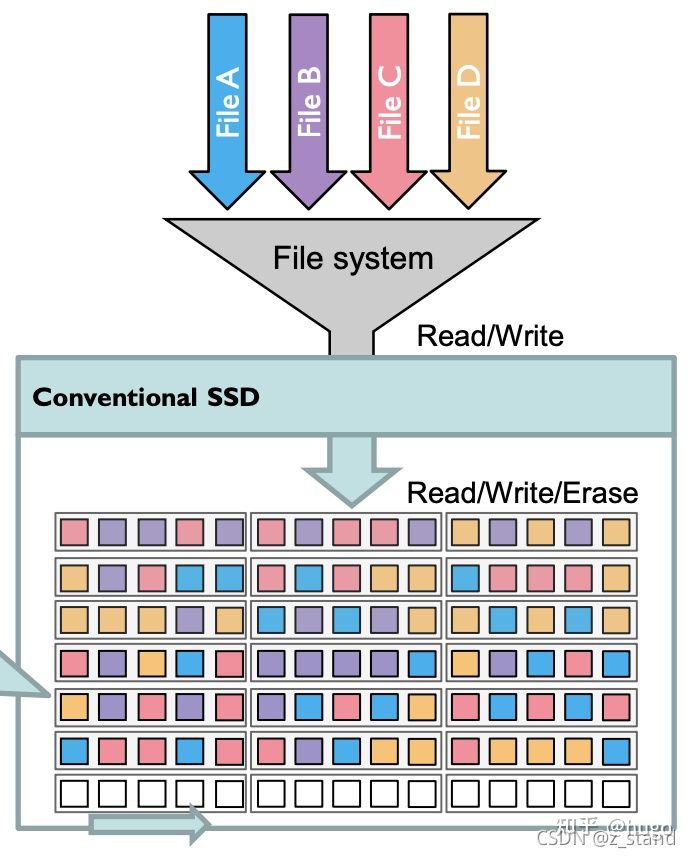 File A
File B
File C
File D
File system
Read/Write
Conventional SSD
Read/Write/Erase
知乎 @hugo
CSDN @z_stand